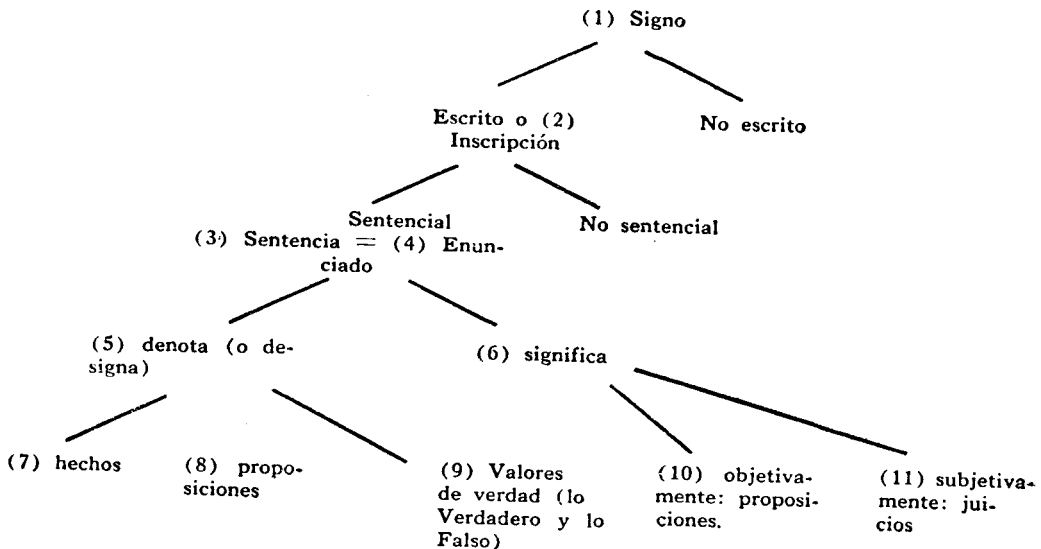 (1) Signo
Escrito o (2)
Inscripción
No escrito
Sentencial
(3) Sentencia = (4) Enun-
ciado
No sentencial
(5) denota (o de-
signa)
(6) significa
(7) hechos
(8) propo-
siciones
(9) Valores
de verdad (lo
Verdadero y lo
Falso)
(10) objetiva-
mente: proposi-
ciones.
(11) subjetiva-
mente: jui-
cios